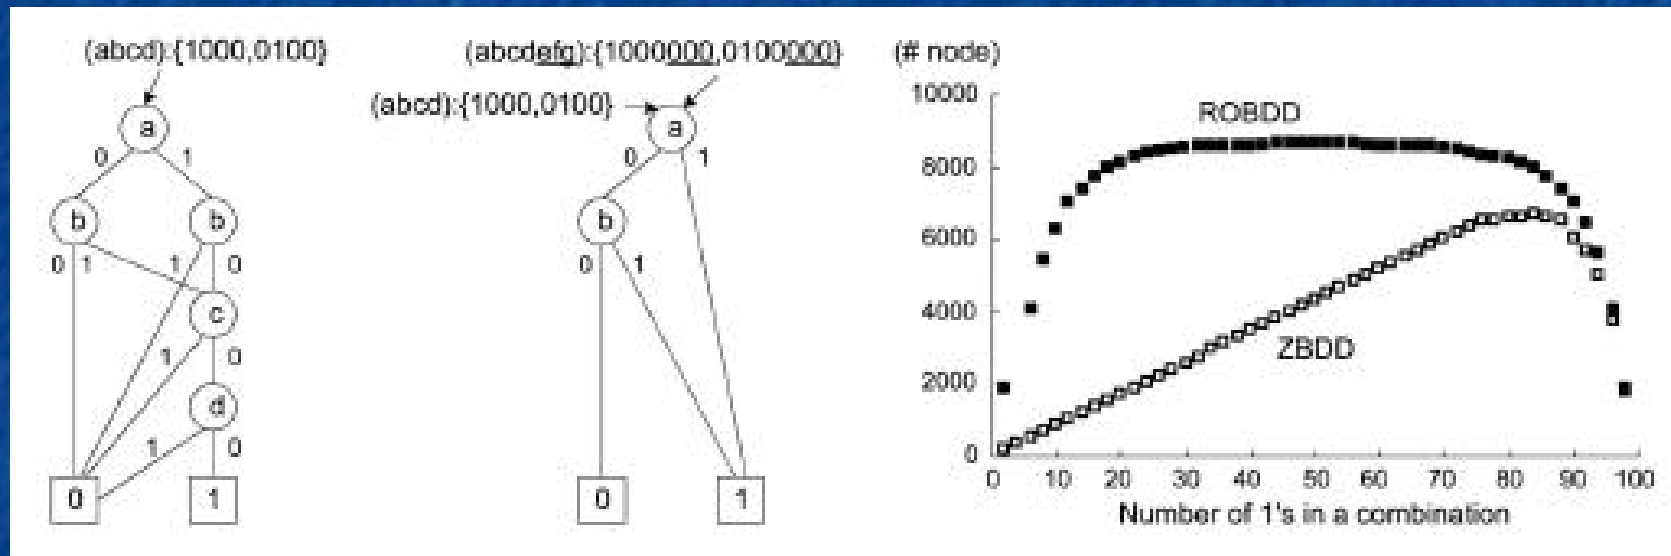 (abcd):{1000,0100}
a
0 1
b b
0 1 1 0
c
1 0
d
1 0
0 1
(abcdefg):{1000000,0100000}
(abcd):{1000,0100}
a
0 1
b
0 1
0 1
(# node)
10000
8000
6000
4000
2000
0
ROBDD
ZBDD
0 10 20 30 40 50 60 70 80 90 100
Number of 1's in a combination